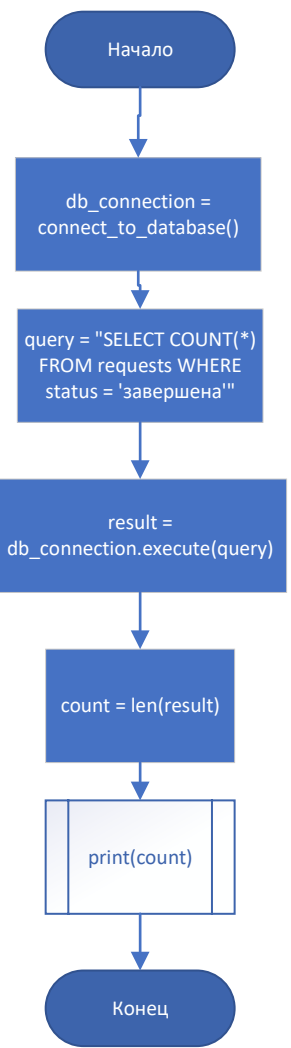 Начало
db_connection =
connect_to_database()
query = "SELECT COUNT(*)
FROM requests WHERE
status = 'завершена'"
result =
db_connection.execute(query)
count = len(result)
print(count)
Конец